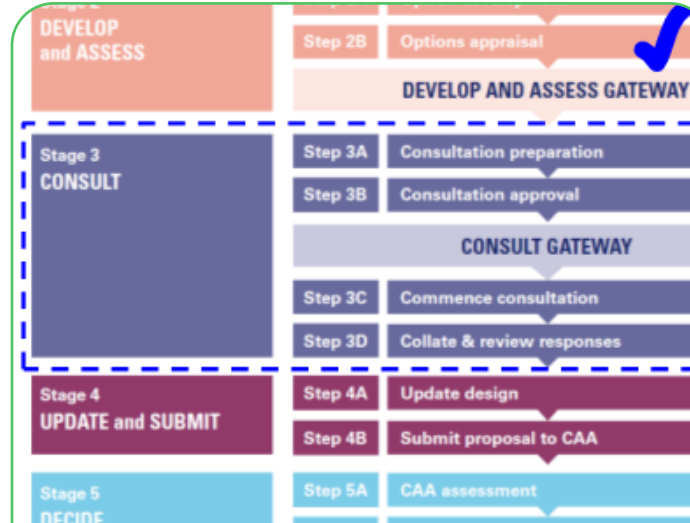 DEVELOP
and ASSESS
Step 2B Options appraisal
DEVELOP AND ASSESS GATEWAY
Stage 3
CONSULT
Step 3A Consultation preparation
Step 3B Consultation approval
CONSULT GATEWAY
Step 3C Commence consultation
Step 3D Collate & review responses
Stage 4
UPDATE and SUBMIT
Step 4A Update design
Step 4B Submit proposal to CAA
Stage 5
DECIDE
Step 5A CAA assessment